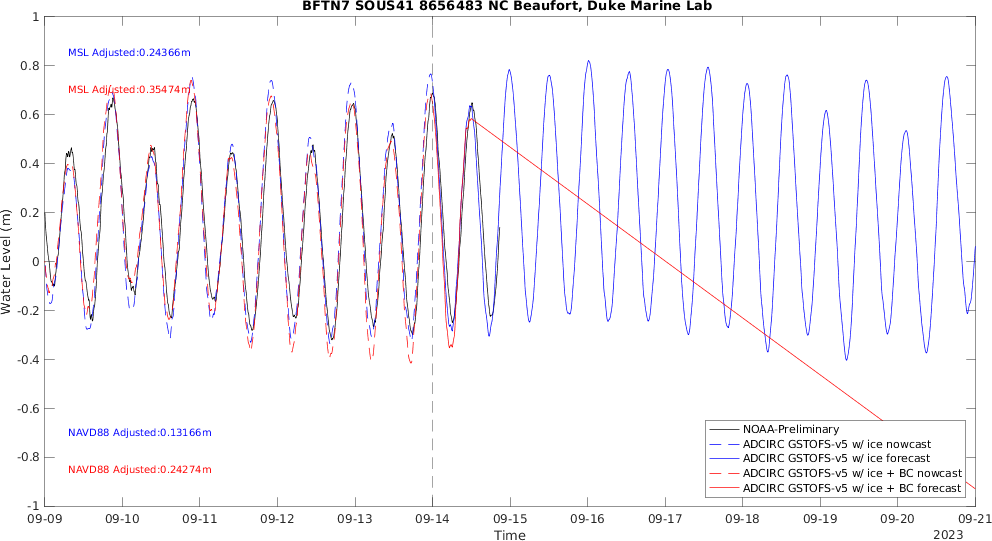 BFTN7 SOUS41 8656483 NC Beaufort, Duke Marine Lab
1
0.8
0.6
0.4
0.2
0
-0.2
-0.4
-0.6
-0.8
-1
Water Level (m)
MSL Adjusted:0.24366m
MSL Adjusted:0.35474m
NAVD88 Adjusted:0.13166m
NAVD88 Adjusted:0.24274m
NOAA-Preliminary
ADCIRC GSTOFS-v5 w/ ice nowcast
ADCIRC GSTOFS-v5 w/ ice forecast
ADCIRC GSTOFS-v5 w/ ice + BC nowcast
ADCIRC GSTOFS-v5 w/ ice + BC forecast
09-09 09-10 09-11 09-12 09-13 09-14 09-15 09-16 09-17 09-18 09-19 09-20 09-21
Time
2023